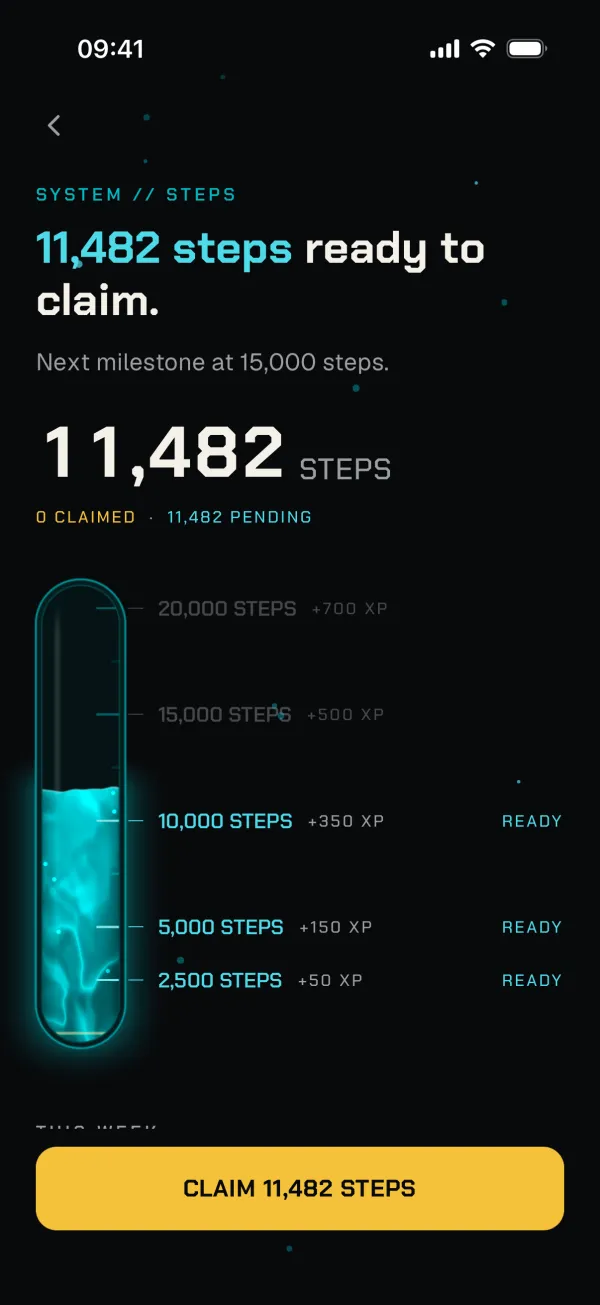 09:41
SYSTEM // STEPS
11,482 steps ready to
claim.
Next milestone at 15,000 steps.
11,482 STEPS
0 CLAIMED · 11,482 PENDING
20,000 STEPS +700 XP
15,000 STEPS +500 XP
10,000 STEPS +350 XP READY
5,000 STEPS +150 XP READY
2,500 STEPS +50 XP READY
THIS WEEK
CLAIM 11,482 STEPS